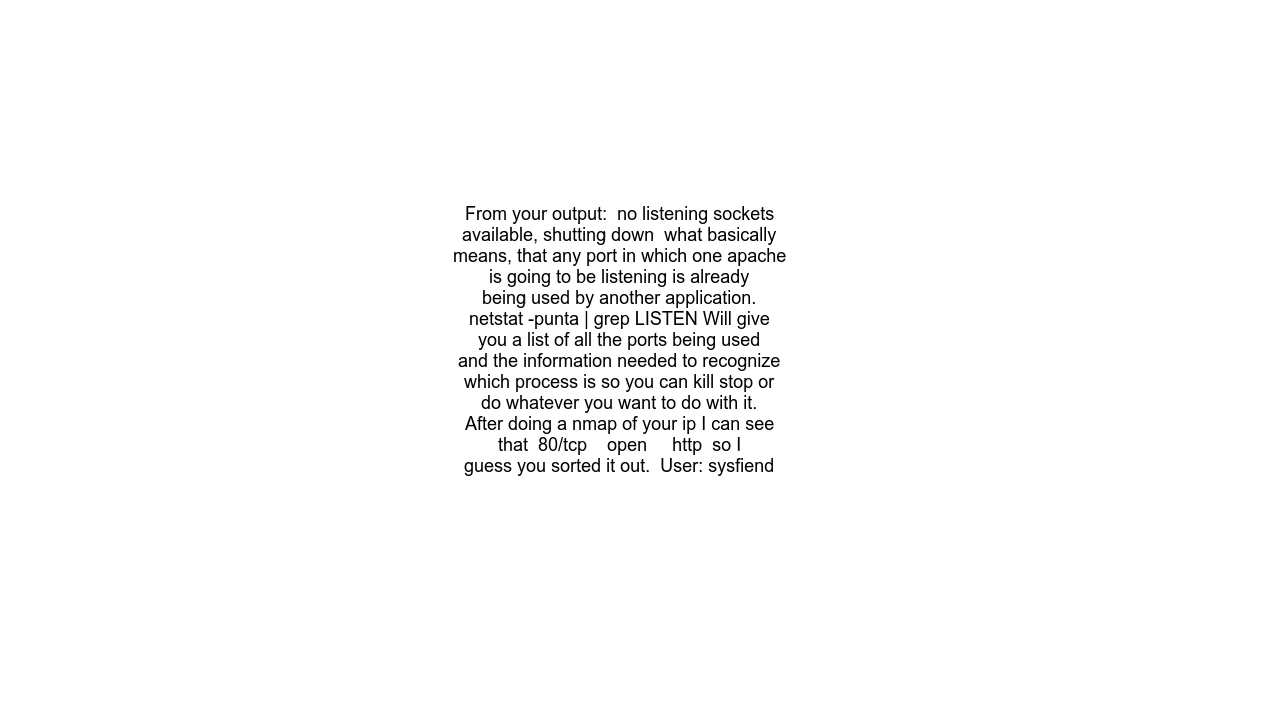 From your output:  no listening sockets
available, shutting down  what basically
means, that any port in which one apache
is going to be listening is already
being used by another application.
netstat -punta | grep LISTEN Will give
you a list of all the ports being used
and the information needed to recognize
which process is so you can kill stop or
do whatever you want to do with it.
After doing a nmap of your ip I can see
that  80/tcp    open     http  so I
guess you sorted it out.  User: sysfiend